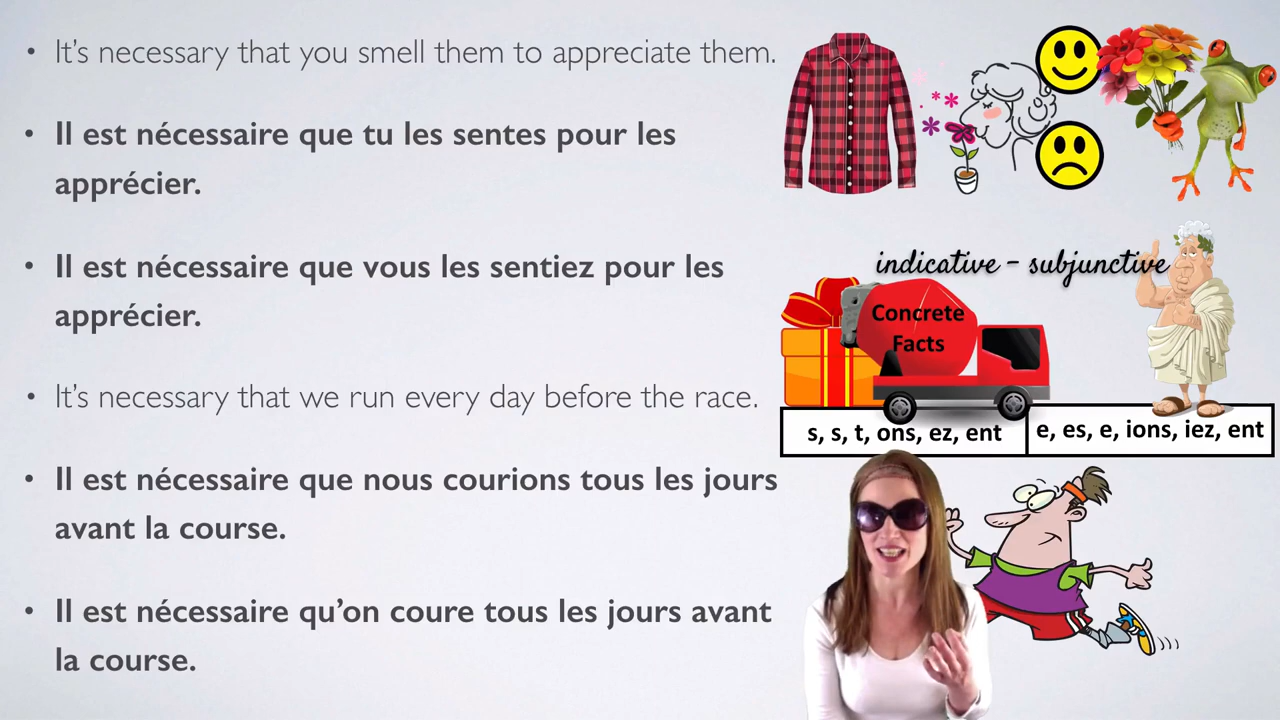 • It's necessary that you smell them to appreciate them.
• Il est nécessaire que tu les sentes pour les
apprécier.
• Il est nécessaire que vous les sentiez pour les
apprécier.
• It's necessary that we run every day before the race.
• Il est nécessaire que nous courions tous les jours
avant la course.
• Il est nécessaire qu'on coure tous les jours avant
la course.
indicative - subjunctive
Concrete
Facts
s, s, t, ons, ez, ent
e, es, e, ions, iez, ent